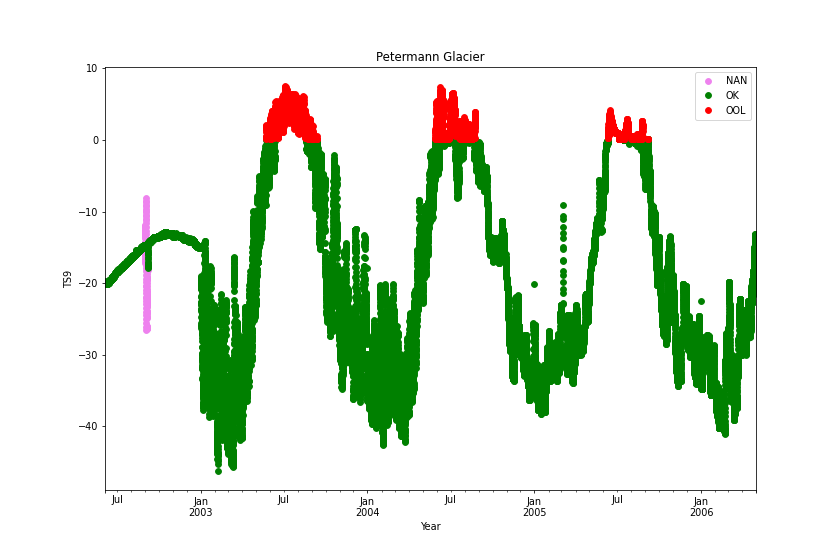 Petermann Glacier
10
0
−10
−20
−30
−40
TS9
NAN
OK
OOL
Jul
Jan
2003
Jul
Jan
2004
Jul
Jan
2005
Jul
Jan
2006
Year